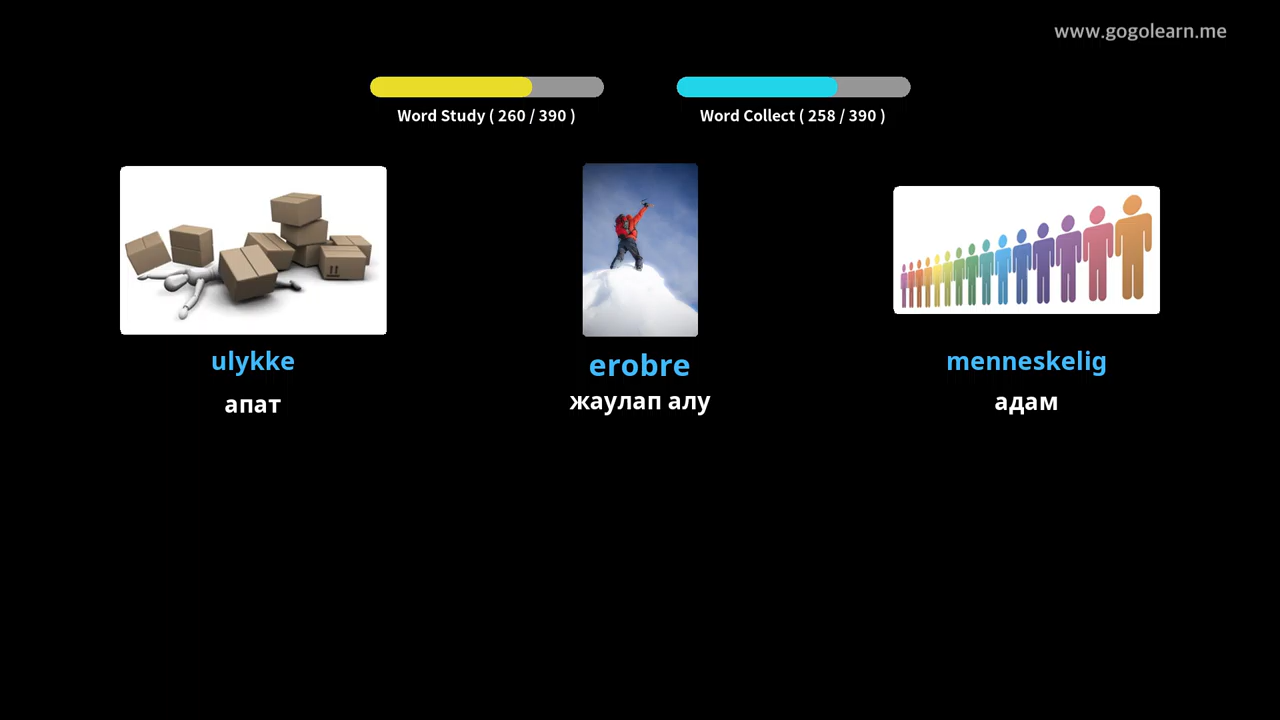 www.gogolearn.me
Word Study ( 260 / 390 )
Word Collect ( 258 / 390 )
ulykke
апат
erobre
жаулап алу
menneskelig
адам